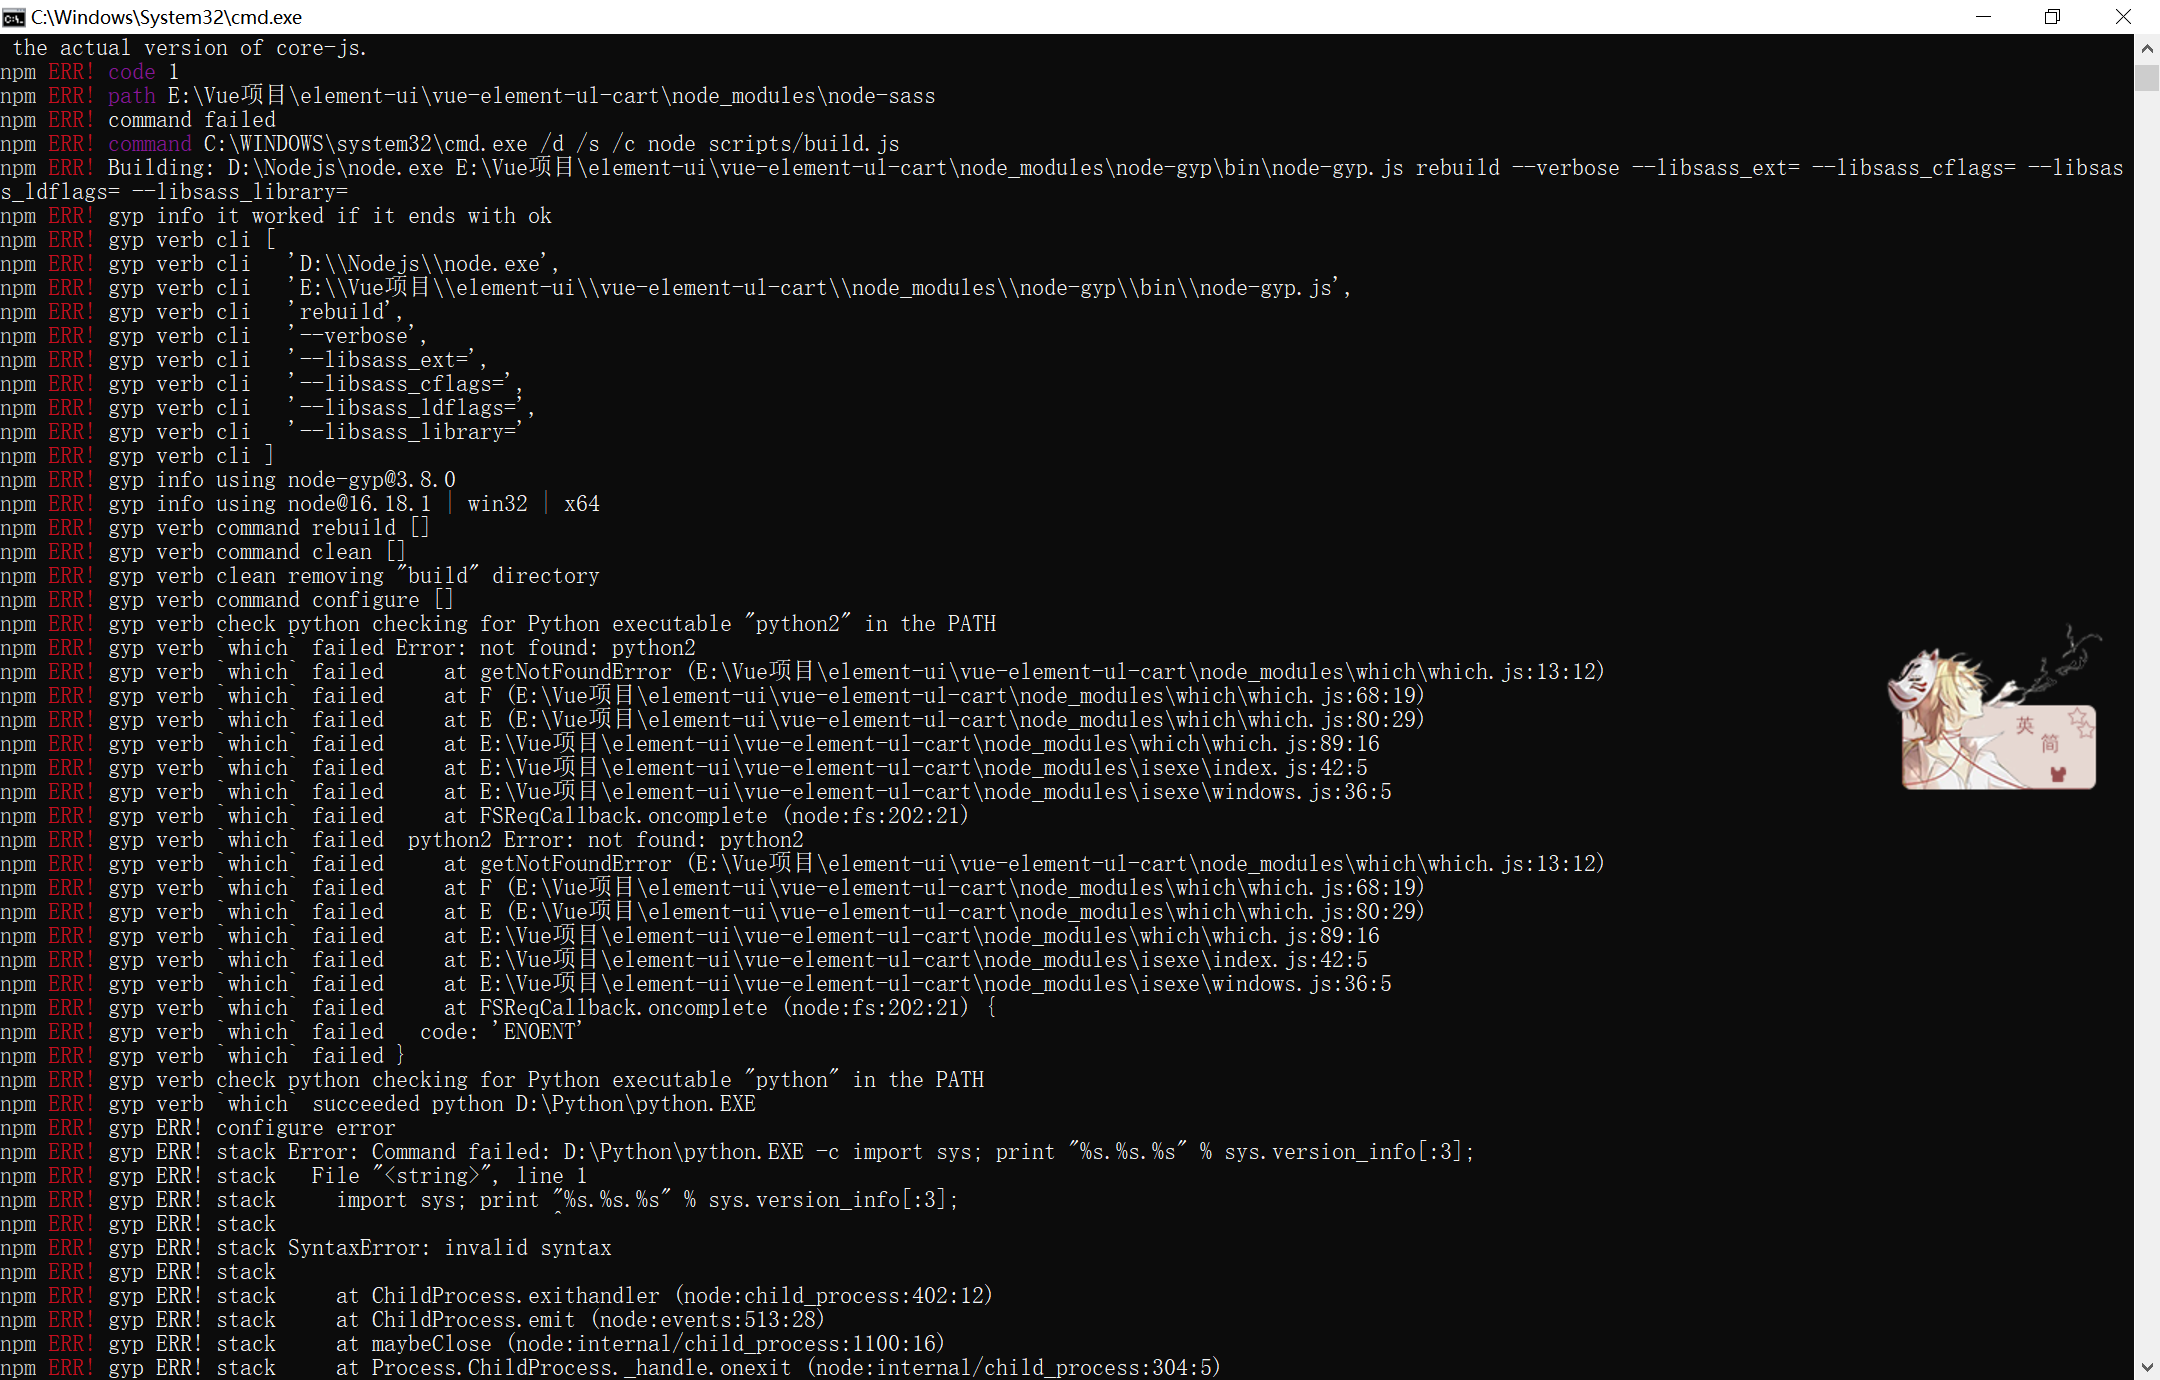 C:\Windows\System32\cmd.exe
the actual version of core-js.
npm ERR! code 1
npm ERR! path E:\Vue项目\element-ui\vue-element-ul-cart\node_modules\node-sass
npm ERR! command failed
npm ERR! command C:\WINDOWS\system32\cmd.exe /d /s /c node scripts/build.js
npm ERR! Building: D:\Nodejs\node.exe E:\Vue项目\element-ui\vue-element-ul-cart\node_modules\node-gyp\bin\node-gyp.js rebuild --verbose --libsass_ext= --libsass_cflags= --libsas
s_ldflags= --libsass_library=
npm ERR! gyp info it worked if it ends with ok
npm ERR! gyp verb cli [
npm ERR! gyp verb cli   'D:\\Nodejs\\node.exe',
npm ERR! gyp verb cli   'E:\\Vue项目\\element-ui\\vue-element-ul-cart\\node_modules\\node-gyp\\bin\\node-gyp.js',
npm ERR! gyp verb cli   'rebuild',
npm ERR! gyp verb cli   '--verbose',
npm ERR! gyp verb cli   '--libsass_ext=',
npm ERR! gyp verb cli   '--libsass_cflags=',
npm ERR! gyp verb cli   '--libsass_ldflags=',
npm ERR! gyp verb cli   '--libsass_library='
npm ERR! gyp verb cli ]
npm ERR! gyp info using node-gyp@3.8.0
npm ERR! gyp info using node@16.18.1 | win32 | x64
npm ERR! gyp verb command rebuild []
npm ERR! gyp verb command clean []
npm ERR! gyp verb clean removing "build" directory
npm ERR! gyp verb command configure []
npm ERR! gyp verb check python checking for Python executable "python2" in the PATH
npm ERR! gyp verb `which` failed Error: not found: python2
npm ERR! gyp verb `which` failed     at getNotFoundError (E:\Vue项目\element-ui\vue-element-ul-cart\node_modules\which\which.js:13:12)
npm ERR! gyp verb `which` failed     at F (E:\Vue项目\element-ui\vue-element-ul-cart\node_modules\which\which.js:68:19)
npm ERR! gyp verb `which` failed     at E (E:\Vue项目\element-ui\vue-element-ul-cart\node_modules\which\which.js:80:29)
npm ERR! gyp verb `which` failed     at E:\Vue项目\element-ui\vue-element-ul-cart\node_modules\which\which.js:89:16
npm ERR! gyp verb `which` failed     at E:\Vue项目\element-ui\vue-element-ul-cart\node_modules\isexe\index.js:42:5
npm ERR! gyp verb `which` failed     at E:\Vue项目\element-ui\vue-element-ul-cart\node_modules\isexe\windows.js:36:5
npm ERR! gyp verb `which` failed     at FSReqCallback.oncomplete (node:fs:202:21)
npm ERR! gyp verb `which` failed  python2 Error: not found: python2
npm ERR! gyp verb `which` failed     at getNotFoundError (E:\Vue项目\element-ui\vue-element-ul-cart\node_modules\which\which.js:13:12)
npm ERR! gyp verb `which` failed     at F (E:\Vue项目\element-ui\vue-element-ul-cart\node_modules\which\which.js:68:19)
npm ERR! gyp verb `which` failed     at E (E:\Vue项目\element-ui\vue-element-ul-cart\node_modules\which\which.js:80:29)
npm ERR! gyp verb `which` failed     at E:\Vue项目\element-ui\vue-element-ul-cart\node_modules\which\which.js:89:16
npm ERR! gyp verb `which` failed     at E:\Vue项目\element-ui\vue-element-ul-cart\node_modules\isexe\index.js:42:5
npm ERR! gyp verb `which` failed     at E:\Vue项目\element-ui\vue-element-ul-cart\node_modules\isexe\windows.js:36:5
npm ERR! gyp verb `which` failed     at FSReqCallback.oncomplete (node:fs:202:21) {
npm ERR! gyp verb `which` failed   code: 'ENOENT'
npm ERR! gyp verb `which` failed }
npm ERR! gyp verb check python checking for Python executable "python" in the PATH
npm ERR! gyp verb `which` succeeded python D:\Python\python.EXE
npm ERR! gyp ERR! configure error
npm ERR! gyp ERR! stack Error: Command failed: D:\Python\python.EXE -c import sys; print "%s.%s.%s" % sys.version_info[:3];
npm ERR! gyp ERR! stack   File "<string>", line 1
npm ERR! gyp ERR! stack     import sys; print "%s.%s.%s" % sys.version_info[:3];
npm ERR! gyp ERR! stack                       ^
npm ERR! gyp ERR! stack SyntaxError: invalid syntax
npm ERR! gyp ERR! stack
npm ERR! gyp ERR! stack     at ChildProcess.exithandler (node:child_process:402:12)
npm ERR! gyp ERR! stack     at ChildProcess.emit (node:events:513:28)
npm ERR! gyp ERR! stack     at maybeClose (node:internal/child_process:1100:16)
npm ERR! gyp ERR! stack     at Process.ChildProcess._handle.onexit (node:internal/child_process:304:5)
英
简